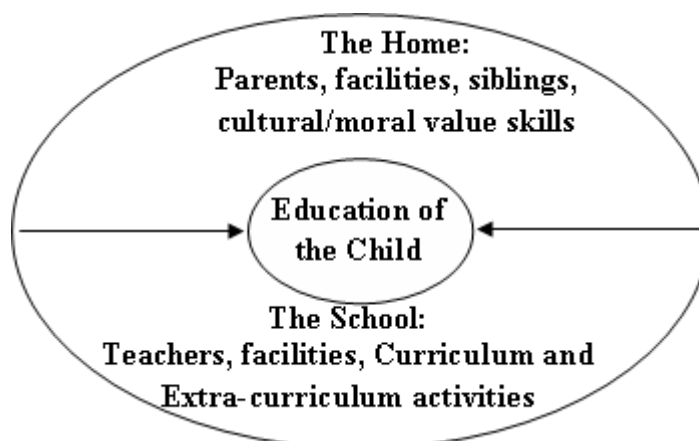 The Home:
Parents, facilities, siblings,
cultural/moral value skills
Education of
the Child
The School:
Teachers, facilities, Curriculum and
Extra-curriculum activities